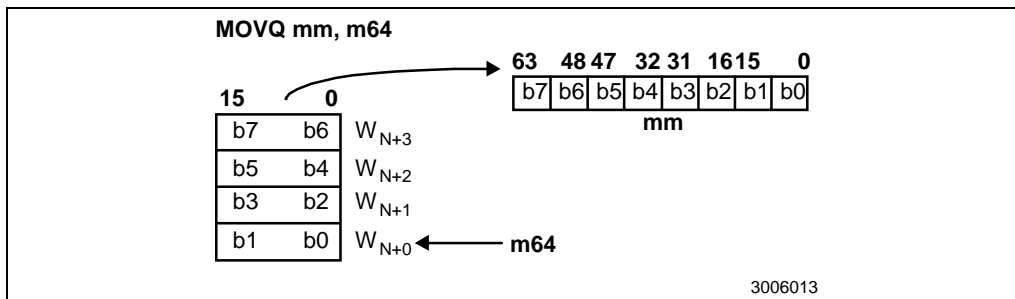 MOVQ mm, m64
63 48 47 32 31 16 15 0
b7 b6 b5 b4 b3 b2 b1 b0
mm
15 0
b7 b6 W N+3
b5 b4 W N+2
b3 b2 W N+1
b1 b0 W N+0 m64
3006013